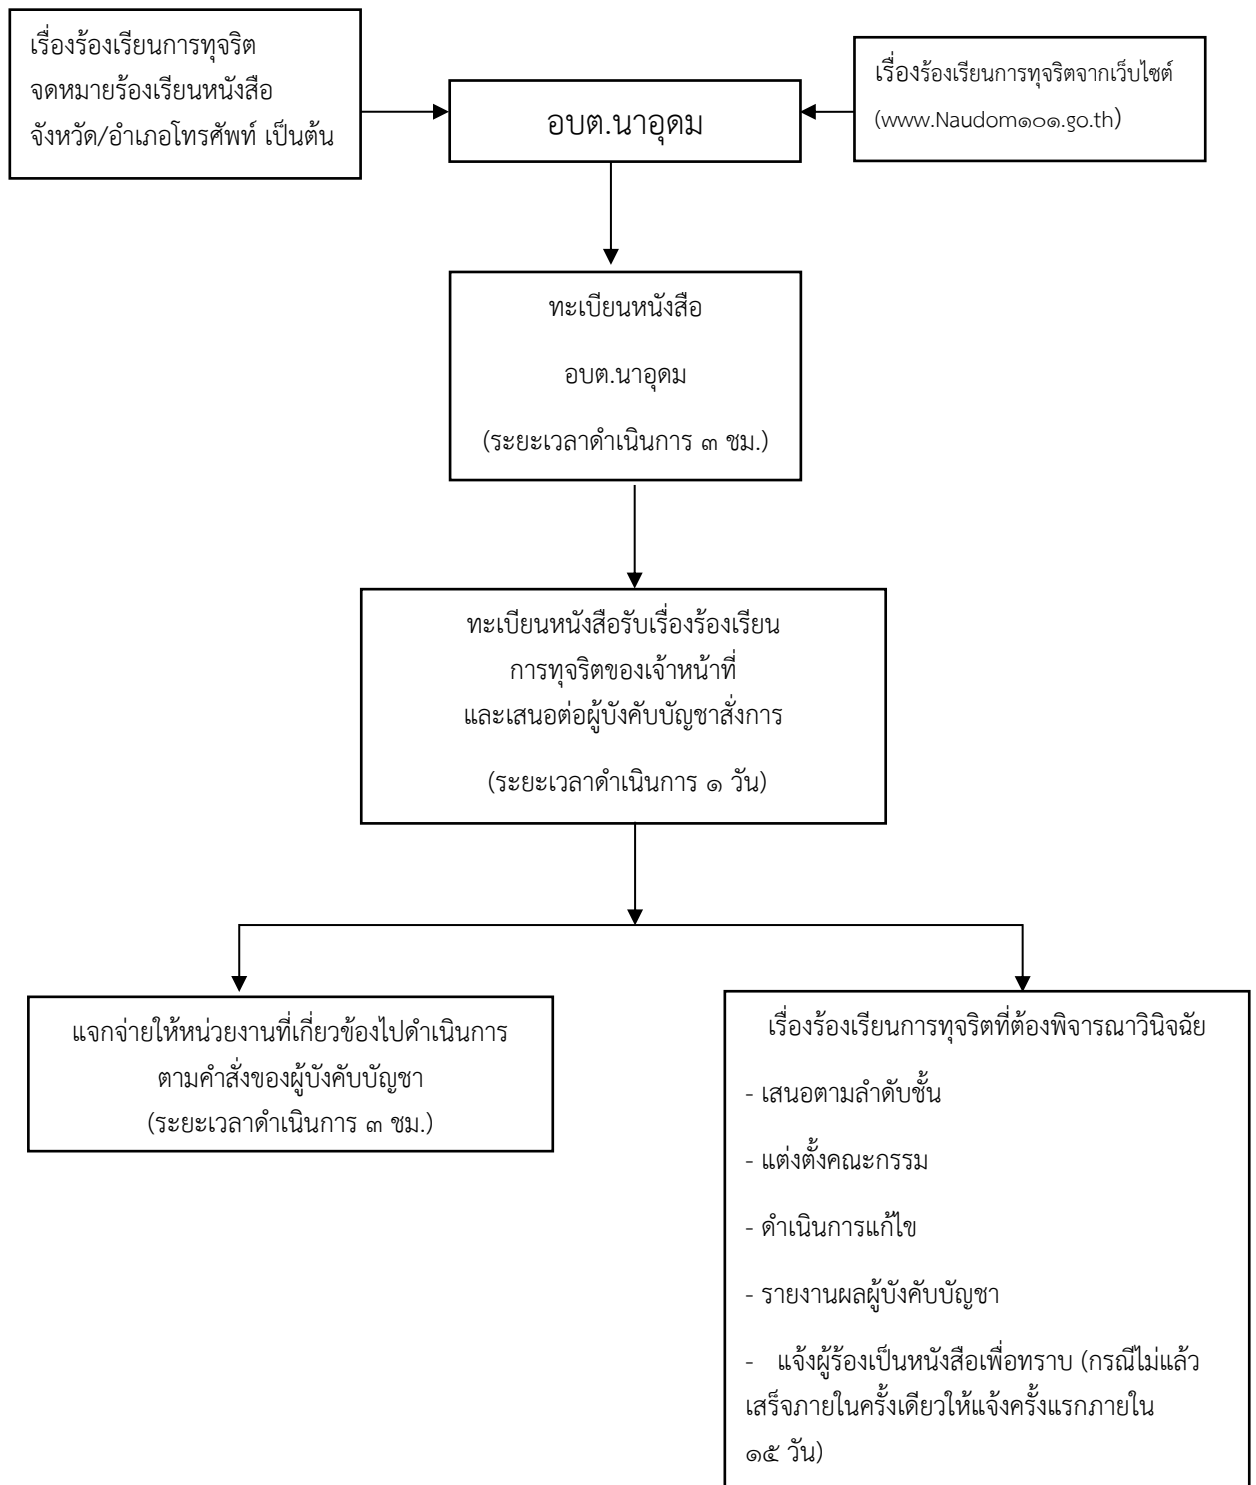 เรื่องร้องเรียนการทุจริต
จดหมายร้องเรียนหนังสือ
จังหวัด/อำเภอโทรศัพท์ เป็นต้น
อบต.นาอุดม
เรื่องร้องเรียนการทุจริตจากเว็บไซต์
(www.Naudom๑๐๑.go.th)
ทะเบียนหนังสือ
อบต.นาอุดม
(ระยะเวลาดำเนินการ ๓ ชม.)
ทะเบียนหนังสือรับเรื่องร้องเรียน
การทุจริตของเจ้าหน้าที่
และเสนอต่อผู้บังคับบัญชาสั่งการ
(ระยะเวลาดำเนินการ ๑ วัน)
แจกจ่ายให้หน่วยงานที่เกี่ยวข้องไปดำเนินการ
ตามคำสั่งของผู้บังคับบัญชา
(ระยะเวลาดำเนินการ ๓ ชม.)
เรื่องร้องเรียนการทุจริตที่ต้องพิจารณาวินิจฉัย
- เสนอตามลำดับชั้น
- แต่งตั้งคณะกรรม
- ดำเนินการแก้ไข
- รายงานผลผู้บังคับบัญชา
- แจ้งผู้ร้องเป็นหนังสือเพื่อทราบ (กรณีไม่แล้ว
เสร็จภายในครั้งเดียวให้แจ้งครั้งแรกภายใน
๑๕ วัน)